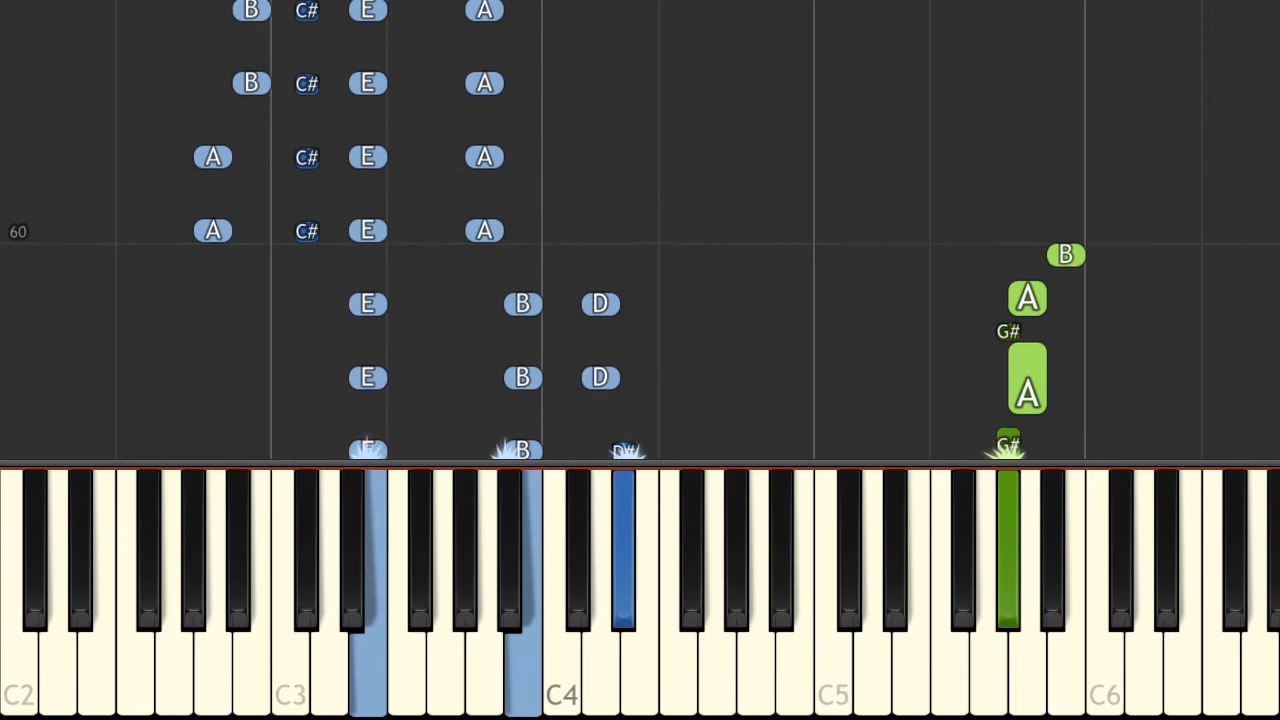 B C# E A
B C# E A
A C# E A
60 A C# E A
B
E B D A
G#
E B D A
E B D# G#
C2 C3 C4 C5 C6